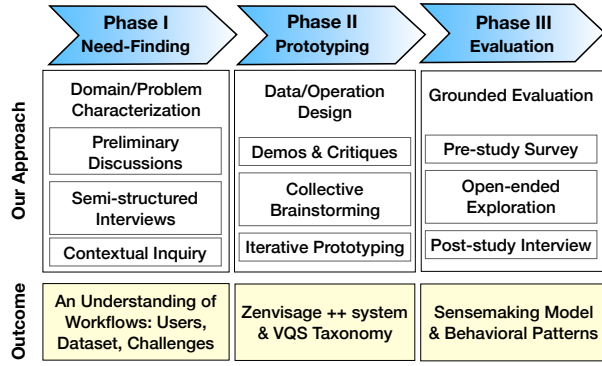 Phase I
Need-Finding
Phase II
Prototyping
Phase III
Evaluation
Our Approach
Domain/Problem
Characterization
Preliminary
Discussions
Semi-structured
Interviews
Contextual Inquiry
Data/Operation
Design
Demos & Critiques
Collective
Brainstorming
Iterative Prototyping
Grounded Evaluation
Pre-study Survey
Open-ended
Exploration
Post-study Interview
Outcome
An Understanding of
Workflows: Users,
Dataset, Challenges
Zenvisage ++ system
& VQS Taxonomy
Sensemaking Model
& Behavioral Patterns